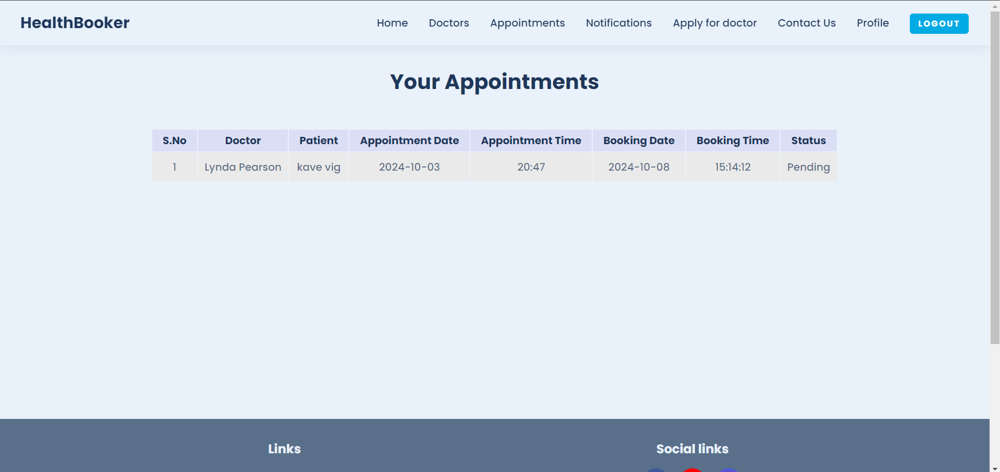 HealthBooker
Home Doctors Appointments Notifications Apply for doctor Contact Us Profile LOGOUT
Your Appointments
S.No Doctor Patient Appointment Date Appointment Time Booking Date Booking Time Status
1 Lynda Pearson kave vig 2024-10-03 20:47 2024-10-08 15:14:12 Pending
Links Social links